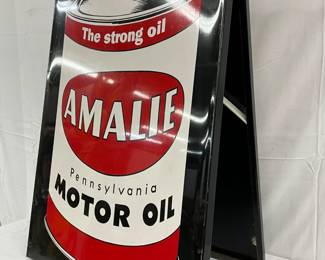 The strong oil
AMALIE
Pennsylvania
MOTOR OIL